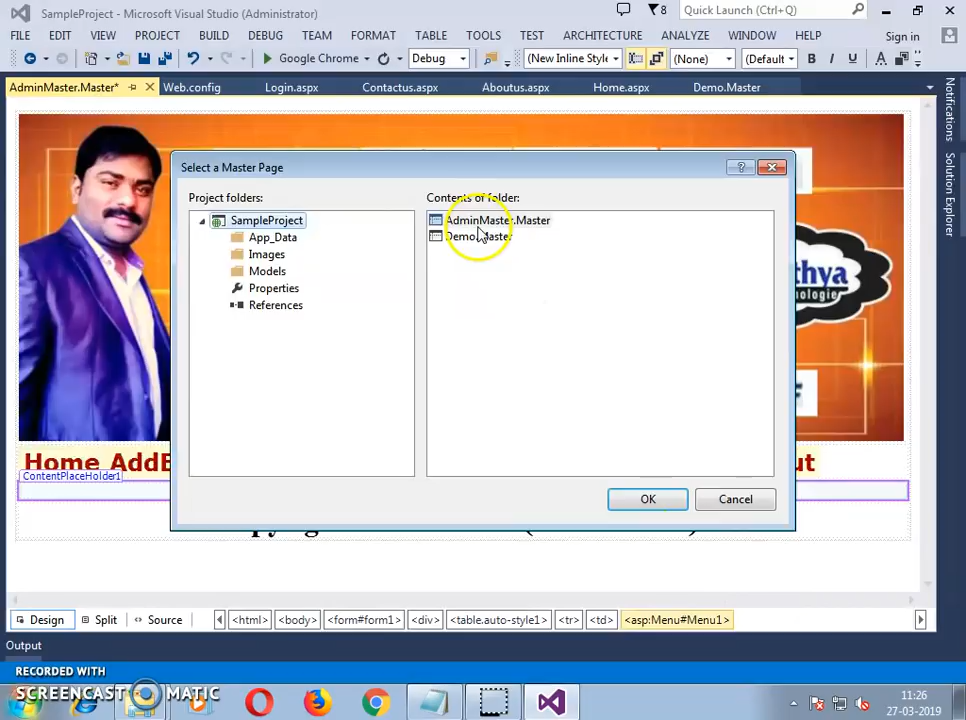 SampleProject - Microsoft Visual Studio (Administrator)
8
Quick Launch (Ctrl+Q)
FILE EDIT VIEW PROJECT BUILD DEBUG TEAM FORMAT TABLE TOOLS TEST ARCHITECTURE ANALYZE WINDOW HELP Sign in
Google Chrome Debug (New Inline Style (None) (Default B I U A
AdminMaster.Master* Web.config Login.aspx Contactus.aspx Aboutus.aspx Home.aspx Demo.Master
Notifications
Solution Explorer
Select a Master Page
Project folders:
Contents of folder:
SampleProject
App_Data
Images
Models
Properties
References
AdminMaster.Master
Demo.Master
OK
Cancel
Home
ContentPlaceHolder1
Design Split Source <html> <body> <form#form1> <div> <table.auto-style1> <tr> <td> <asp:Menu#Menu1>
Output
RECORDED WITH
SCREENCAST MATIC
11:26
27-03-2019